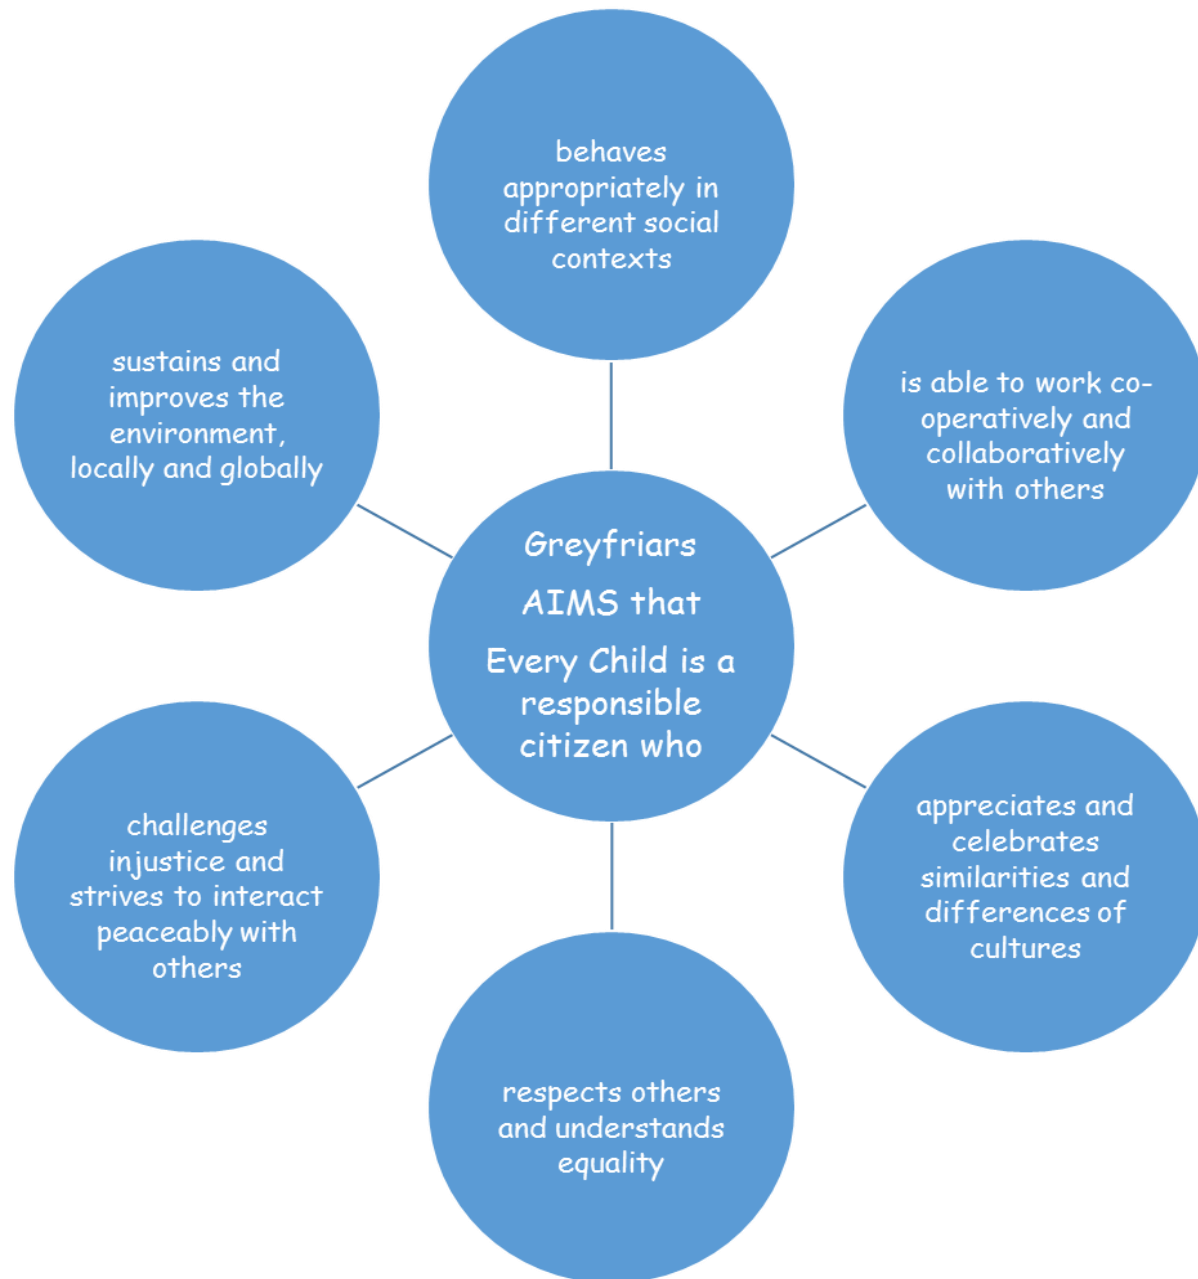 behaves
appropriately in
different social
contexts
is able to work co-
operatively and
collaboratively
with others
appreciates and
celebrates
similarities and
differences of
cultures
respects others
and understands
equality
challenges
injustice and
strives to interact
peaceably with
others
sustains and
improves the
environment,
locally and globally
Greyfriars
AIMS that
Every Child is a
responsible
citizen who